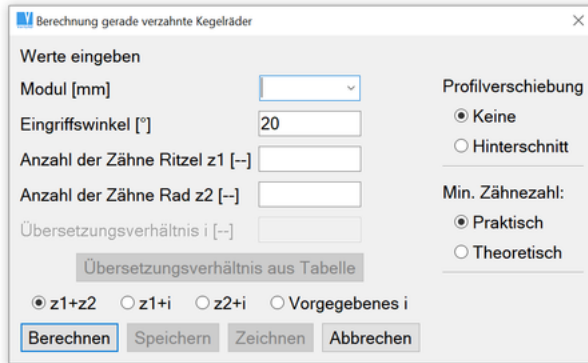 Berechnung gerade verzahnte Kegelräder
Werte eingeben
Modul [mm]
Eingriffswinkel [°] 20
Anzahl der Zähne Ritzel z1 [--]
Anzahl der Zähne Rad z2 [--]
Übersetzungsverhältnis i [--]
Übersetzungsverhältnis aus Tabelle
z1+z2 z1+i z2+i Vorgegebenes i
Berechnen Speichern Zeichnen Abbrechen
Profilverschiebung
Keine
Hinterschnitt
Min. Zähnezahl:
Praktisch
Theoretisch